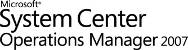 Microsoft®
System Center
Operations Manager 2007